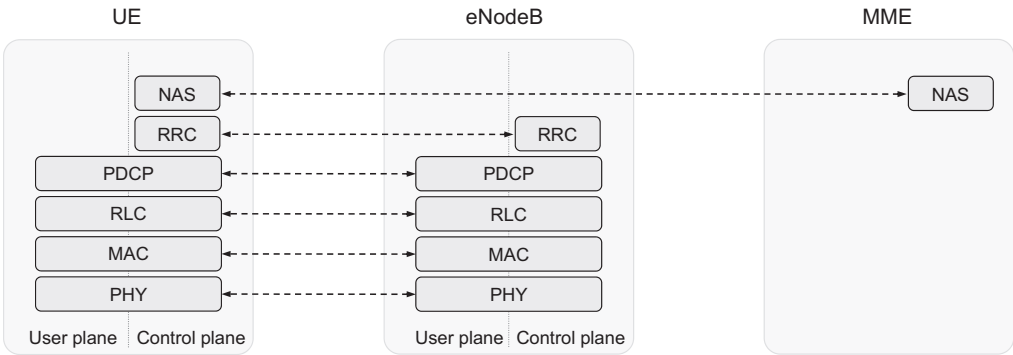 UE eNodeB MME
NAS NAS
RRC RRC
PDCP PDCP
RLC RLC
MAC MAC
PHY PHY
User plane Control plane User plane Control plane